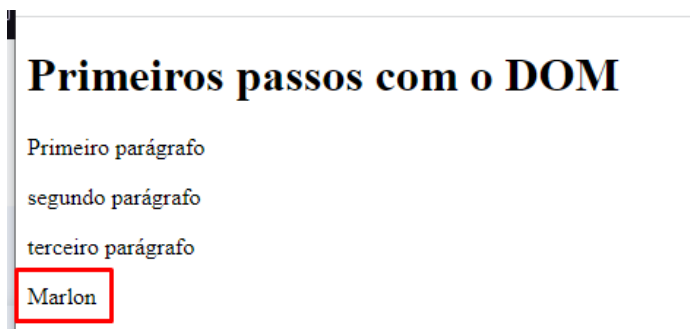 Primeiros passos com o DOM
Primeiro parágrafo
segundo parágrafo
terceiro parágrafo
Marlon